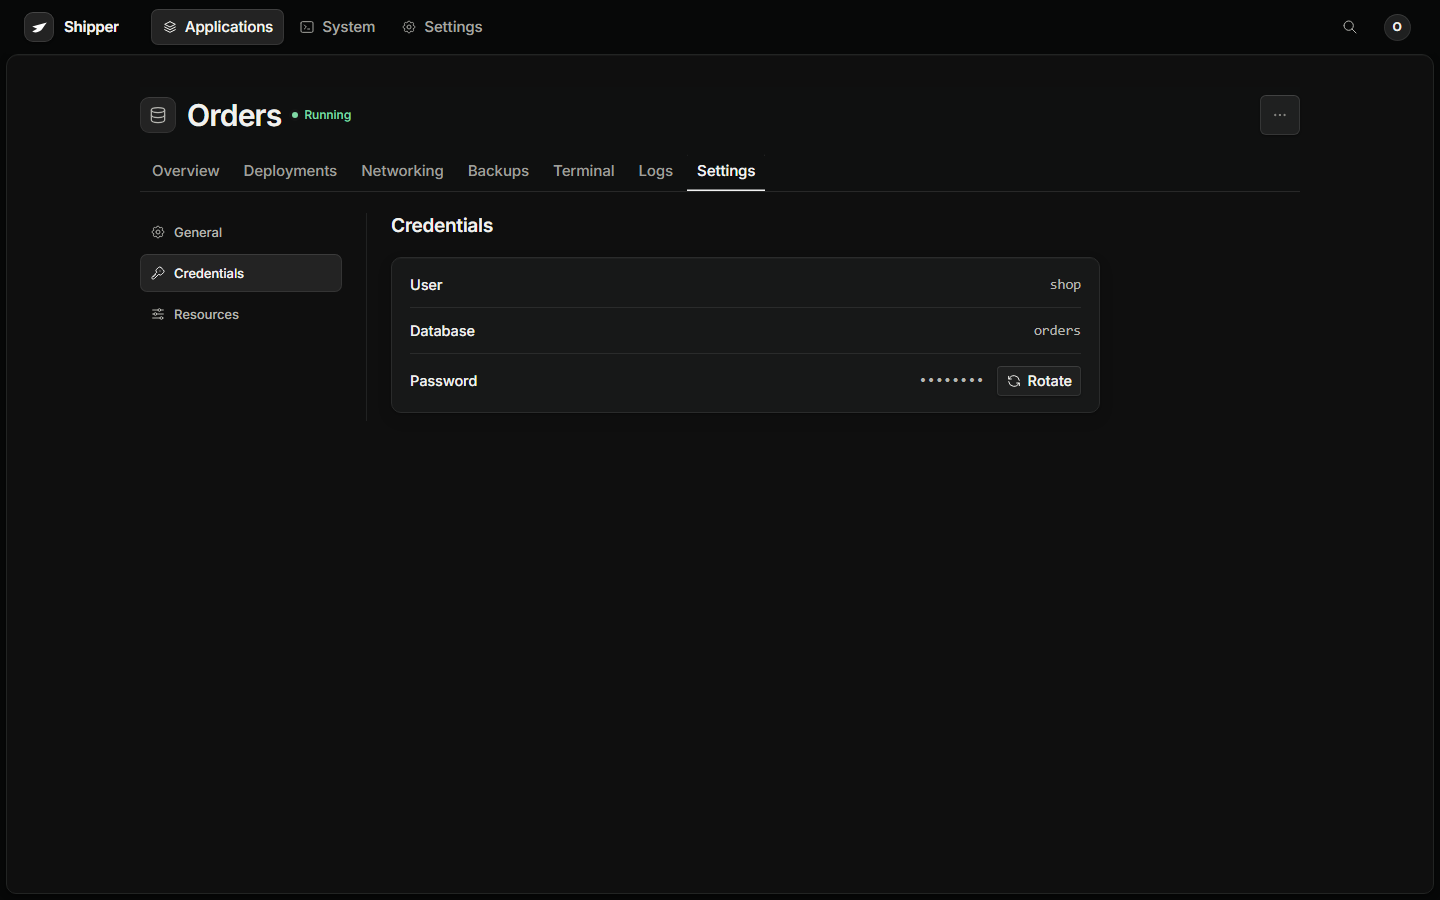 Shipper
Applications
System
Settings
O
Orders
Running
Overview
Deployments
Networking
Backups
Terminal
Logs
Settings
General
Credentials
Resources
Credentials
User
shop
Database
orders
Password
••••••••
Rotate